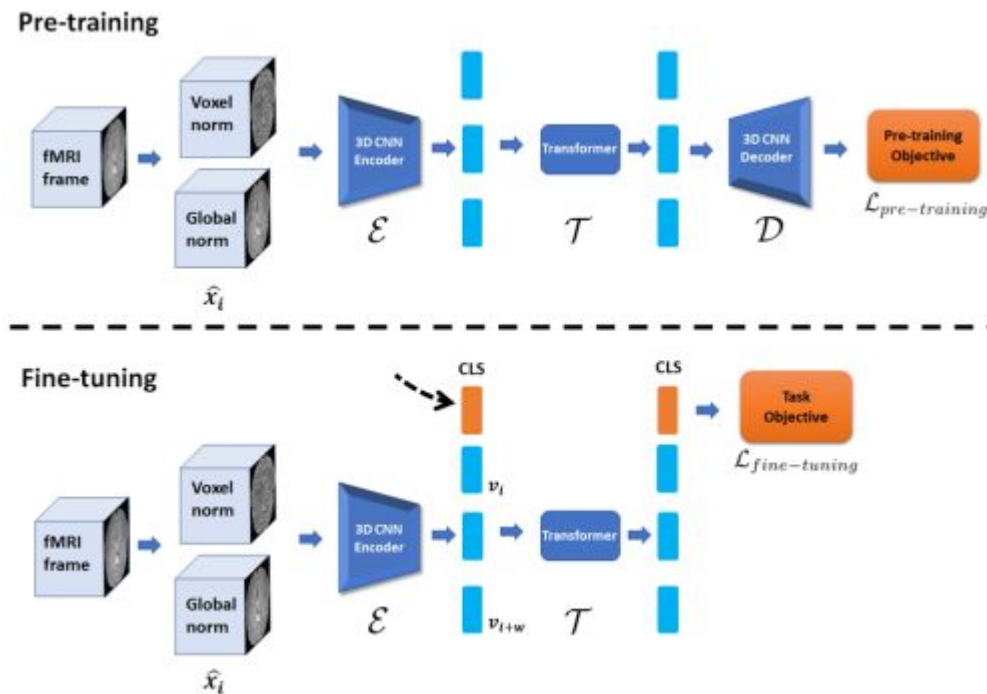 Pre-training
fMRI
frame
Voxel
norm
Global
norm
x̂ᵢ
3D CNN
Encoder
ℰ
Transformer
𝒯
3D CNN
Decoder
𝒟
Pre-training
Objective
ℒₚᵣₑ₋ₜᵣₐᵢₙᵢₙg
Fine-tuning
fMRI
frame
Voxel
norm
Global
norm
x̂ᵢ
3D CNN
Encoder
ℰ
CLS
vᵢ
vᵢ₊w
Transformer
𝒯
CLS
Task
Objective
ℒfine−tuning